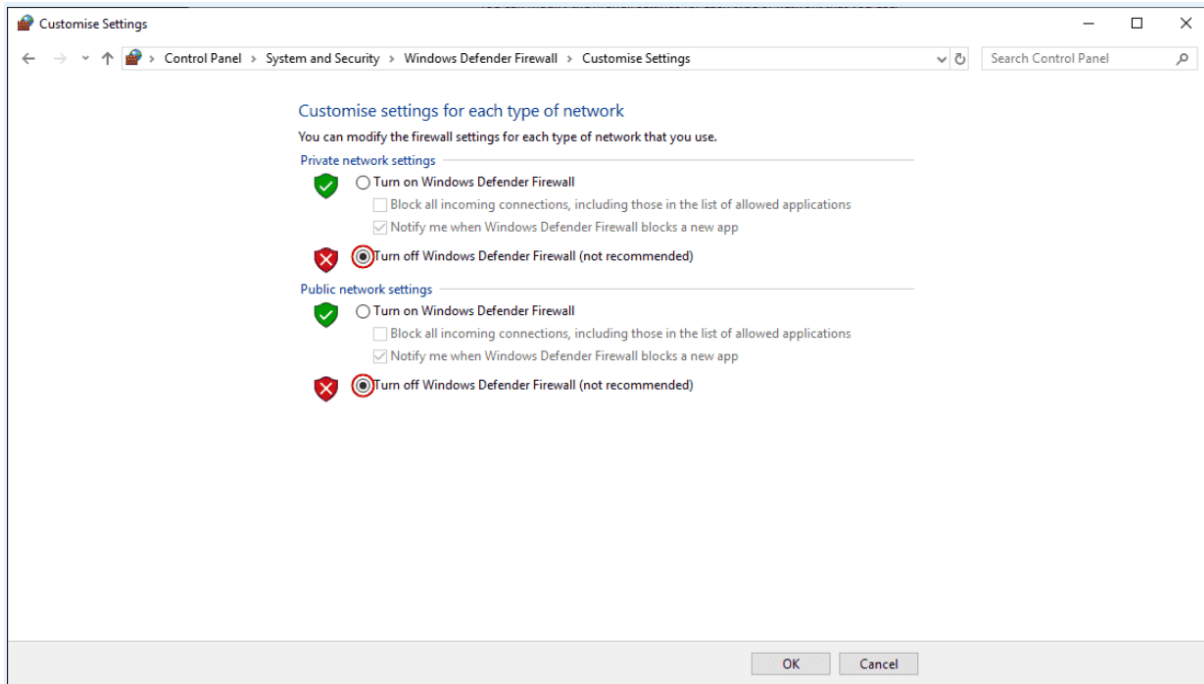 Customise Settings
Control Panel > System and Security > Windows Defender Firewall > Customise Settings
Search Control Panel
Customise settings for each type of network
You can modify the firewall settings for each type of network that you use.
Private network settings
Turn on Windows Defender Firewall
Block all incoming connections, including those in the list of allowed applications
Notify me when Windows Defender Firewall blocks a new app
Turn off Windows Defender Firewall (not recommended)
Public network settings
Turn on Windows Defender Firewall
Block all incoming connections, including those in the list of allowed applications
Notify me when Windows Defender Firewall blocks a new app
Turn off Windows Defender Firewall (not recommended)
OK Cancel